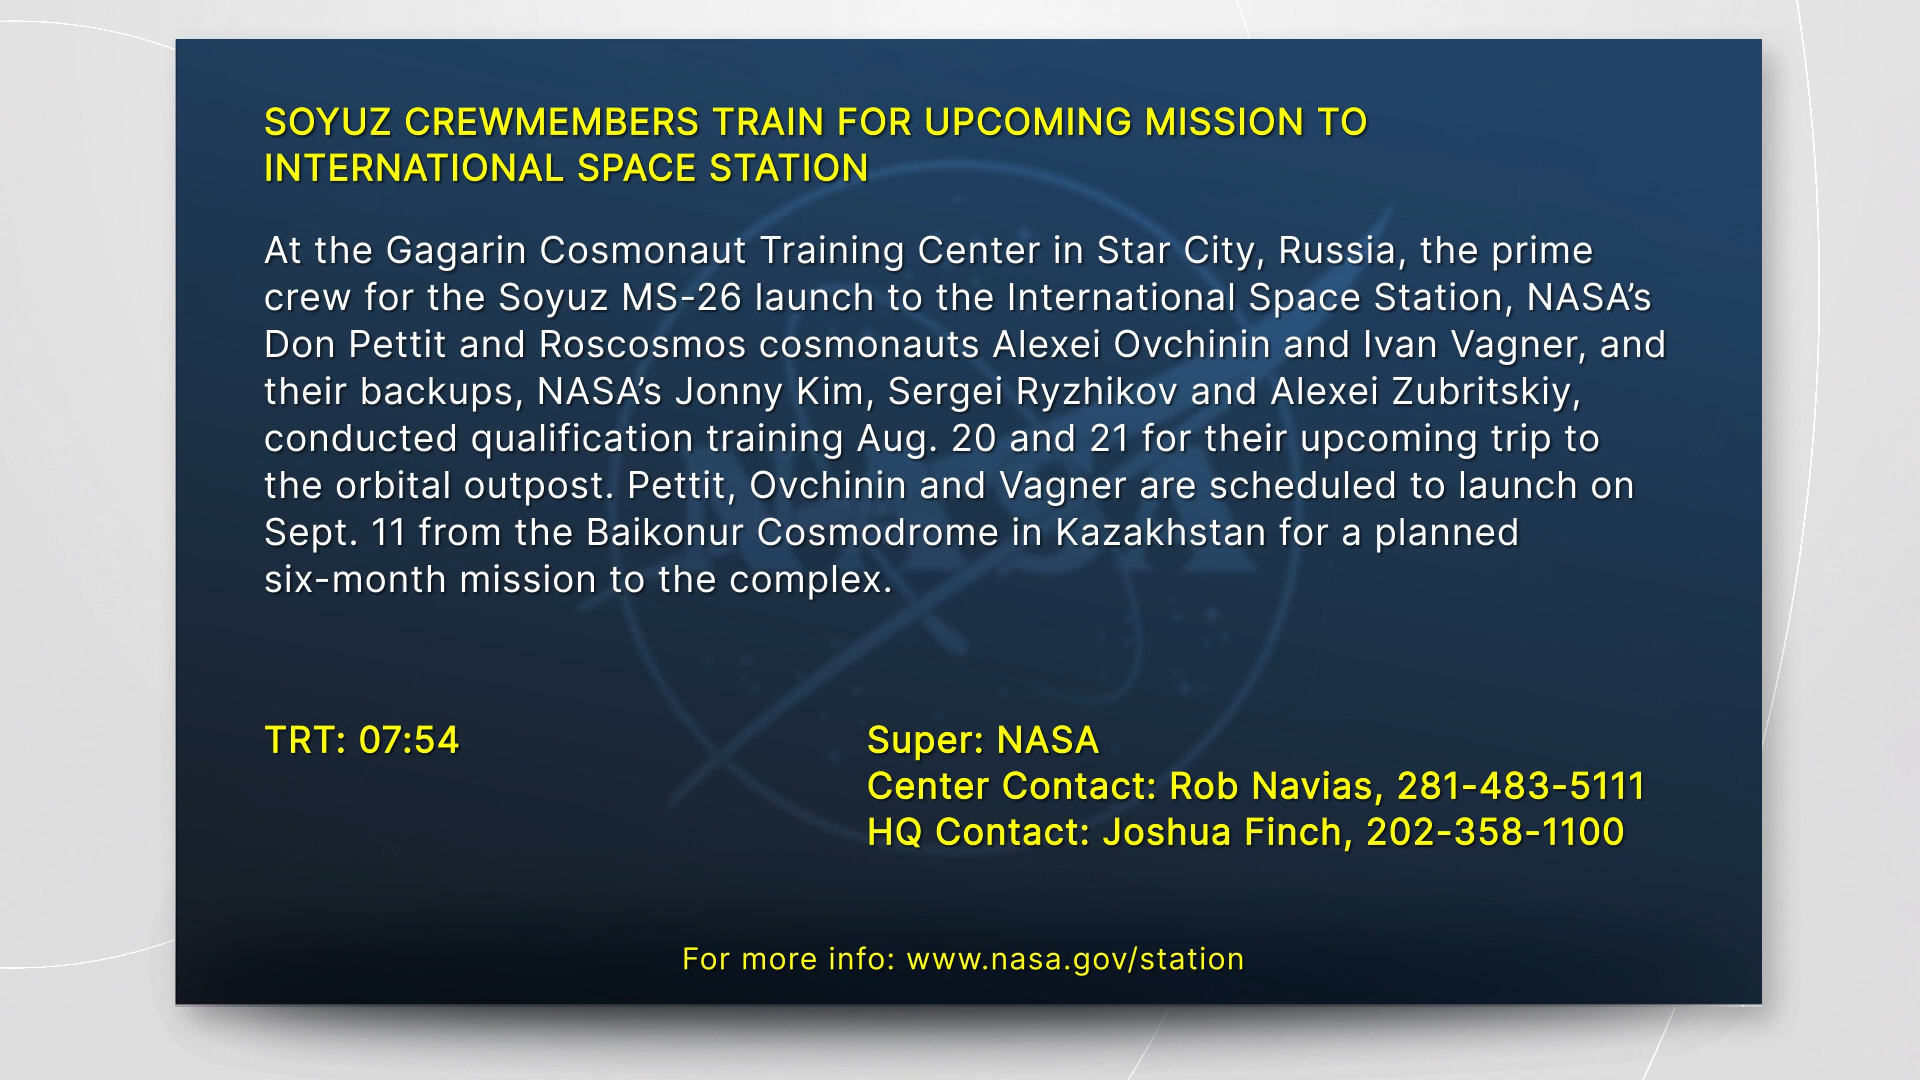 SOYUZ CREWMEMBERS TRAIN FOR UPCOMING MISSION TO
INTERNATIONAL SPACE STATION
At the Gagarin Cosmonaut Training Center in Star City, Russia, the prime
crew for the Soyuz MS-26 launch to the International Space Station, NASA’s
Don Pettit and Roscosmos cosmonauts Alexei Ovchinin and Ivan Vagner, and
their backups, NASA’s Jonny Kim, Sergei Ryzhikov and Alexei Zubritskiy,
conducted qualification training Aug. 20 and 21 for their upcoming trip to
the orbital outpost. Pettit, Ovchinin and Vagner are scheduled to launch on
Sept. 11 from the Baikonur Cosmodrome in Kazakhstan for a planned
six-month mission to the complex.
NASA
TRT: 07:54
Super: NASA
Center Contact: Rob Navias, 281-483-5111
HQ Contact: Joshua Finch, 202-358-1100
For more info: www.nasa.gov/station